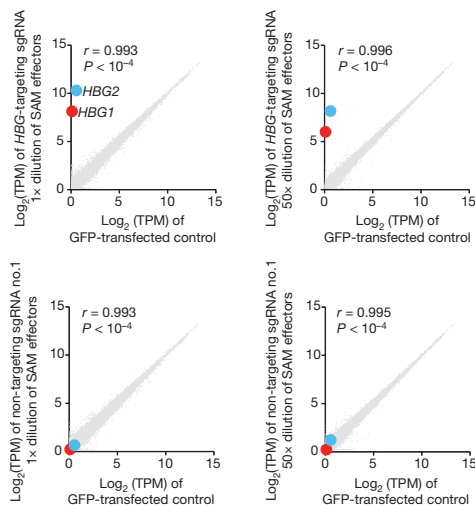 Log2(TPM) of HBG-targeting sgRNA
1× dilution of SAM effectors
15
10
5
0
r = 0.993
P < 10⁻⁴
HBG2
HBG1
0 5 10 15
Log2 (TPM) of
GFP-transfected control
Log2(TPM) of HBG-targeting sgRNA
50× dilution of SAM effectors
15
10
5
0
r = 0.996
P < 10⁻⁴
0 5 10 15
Log2 (TPM) of
GFP-transfected control
Log2(TPM) of non-targeting sgRNA no.1
1× dilution of SAM effectors
15
10
5
0
r = 0.993
P < 10⁻⁴
0 5 10 15
Log2 (TPM) of
GFP-transfected control
Log2(TPM) of non-targeting sgRNA no.1
50× dilution of SAM effectors
15
10
5
0
r = 0.995
P < 10⁻⁴
0 5 10 15
Log2 (TPM) of
GFP-transfected control